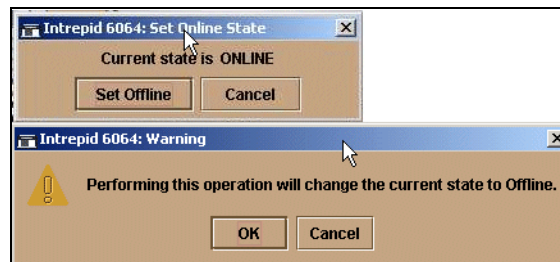 Intrepid 6064: Set Online State
Current state is ONLINE
Set Offline Cancel
Intrepid 6064: Warning
Performing this operation will change the current state to Offline.
OK Cancel